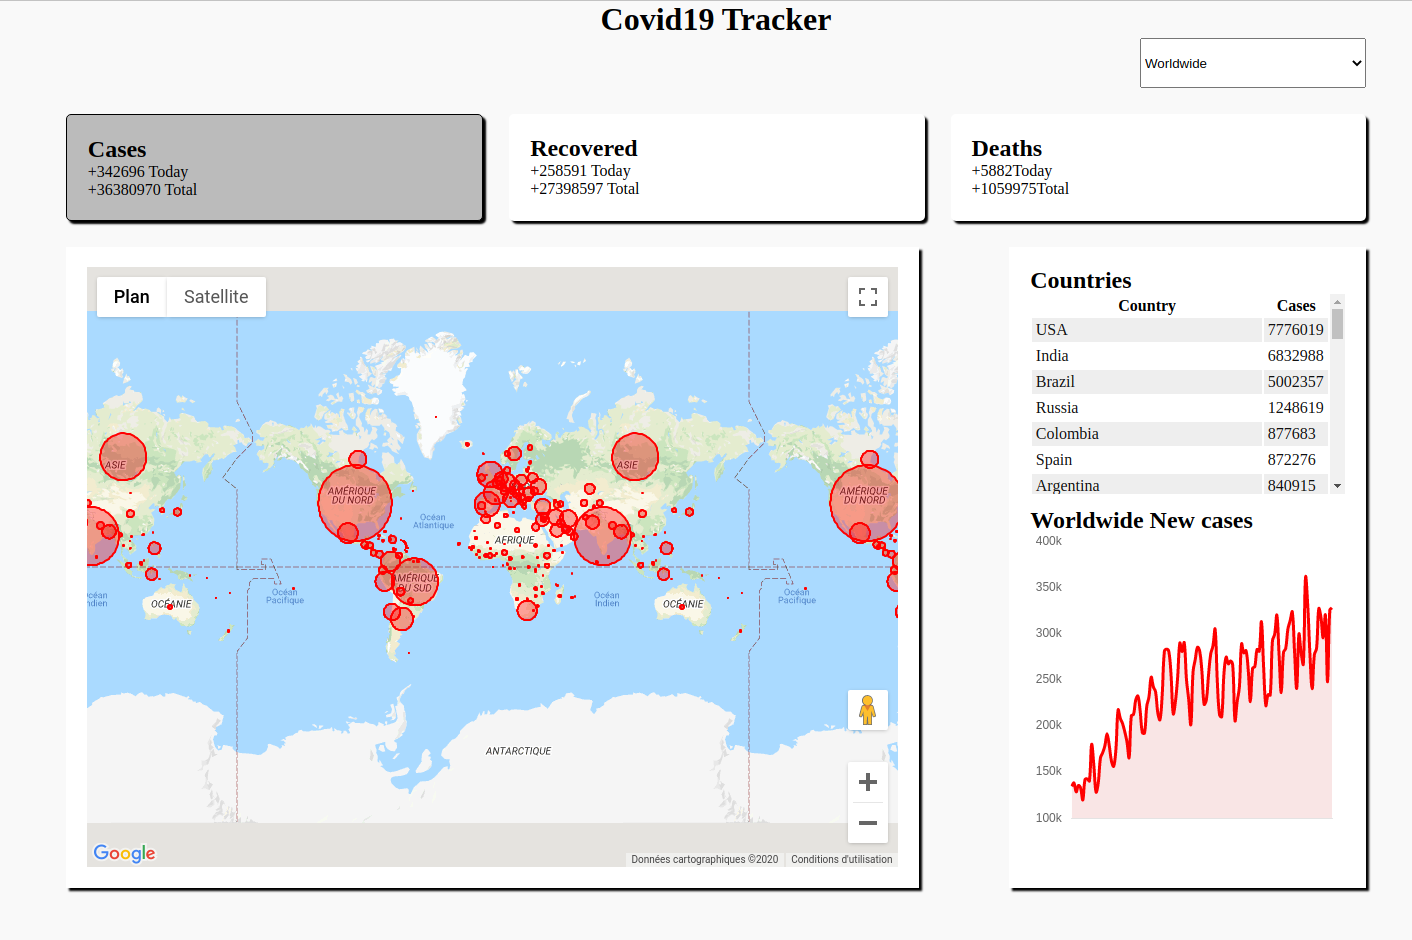 Covid19 Tracker
Worldwide
Cases
+342696 Today
+36380970 Total
Recovered
+258591 Today
+27398597 Total
Deaths
+5882Today
+1059975Total
Plan
Satellite
ASIE
AMÉRIQUE
DU NORD
Océan
Atlantique
AFRIQUE
ASIE
AMÉRIQUE
DU NORD
AMÉRIQUE
DU SUD
océan
Indien
OCÉANIE
Océan
Pacifique
Océan
Indien
OCÉANIE
Océan
Pacifique
ANTARCTIQUE
Google
Données cartographiques ©2020
Conditions d'utilisation
Countries
Country Cases
USA 7776019
India 6832988
Brazil 5002357
Russia 1248619
Colombia 877683
Spain 872276
Argentina 840915
Worldwide New cases
400k
350k
300k
250k
200k
150k
100k